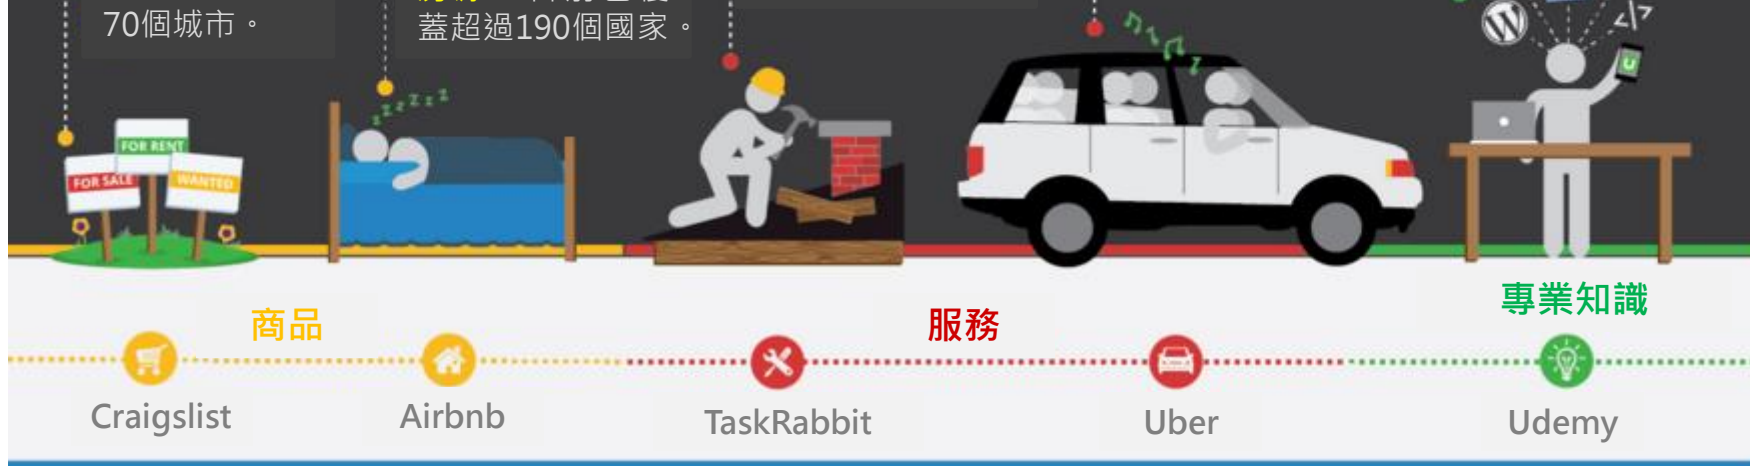 70個城市。
蓋超過190個國家。
zzzzz
FOR RENT
FOR SALE
WANTED
W
</>
U
商品
服務
專業知識
Craigslist
Airbnb
TaskRabbit
Uber
Udemy